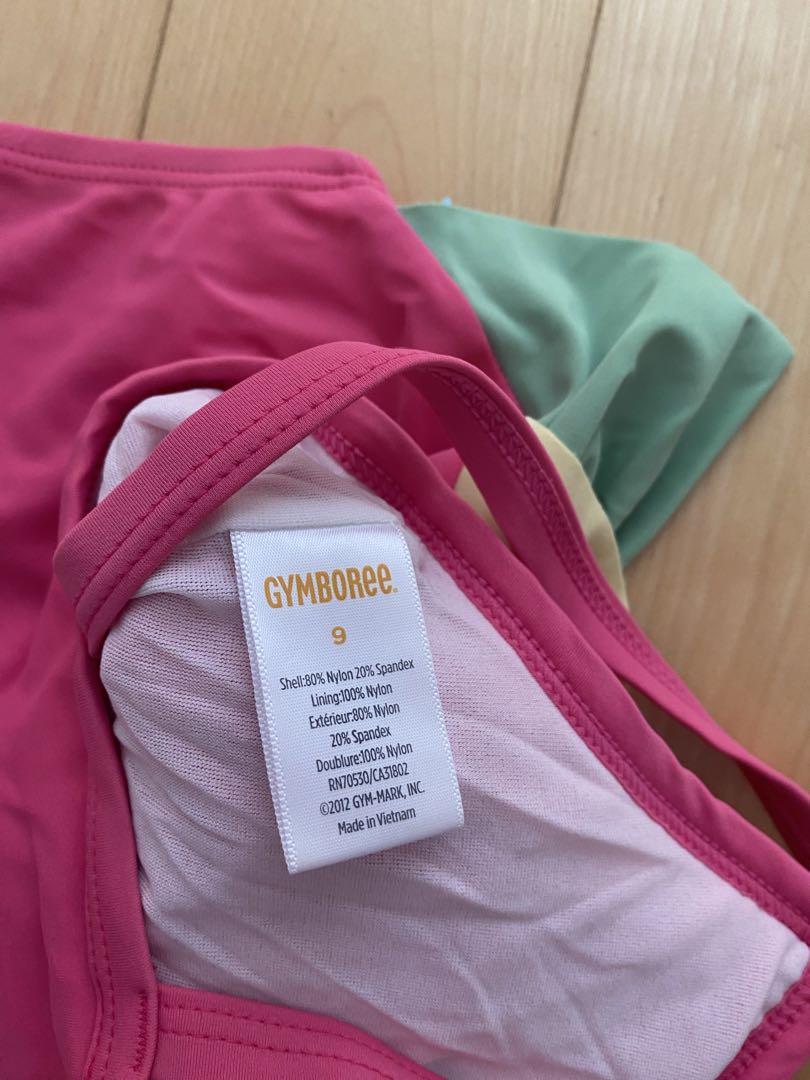 GYMBOREE.
9
Shell:80% Nylon 20% Spandex
Lining:100% Nylon
Extérieur:80% Nylon
20% Spandex
Doublure:100% Nylon
RN70530/CA31802
©2012 GYM-MARK, INC.
Made in Vietnam